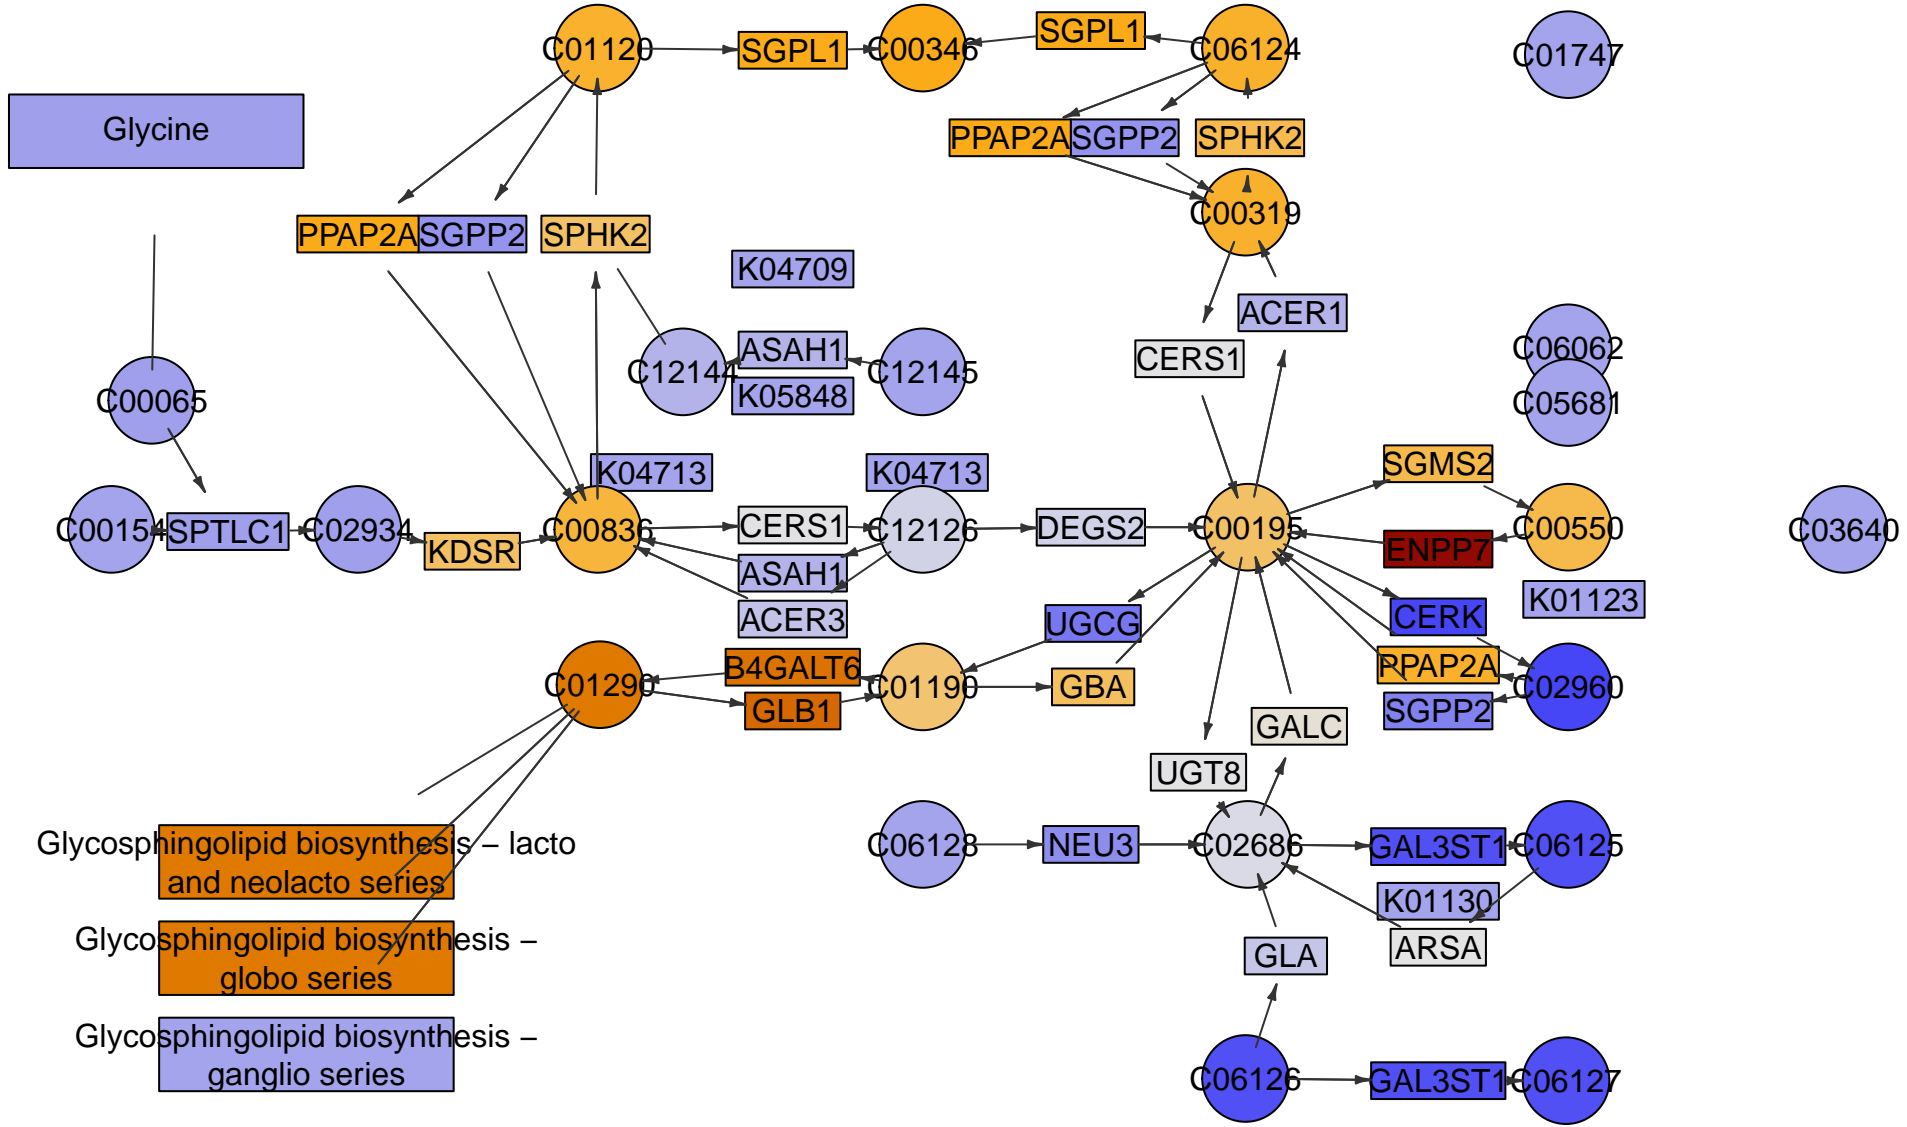 C01120
SGPL1
C00346
SGPL1
C06124
C01747
Glycine
PPAP2A
SGPP2
SPHK2
C00319
PPAP2A
SGPP2
SPHK2
K04709
ACER1
C12144
ASAH1
K05848
C12145
CERS1
C06062
C05681
C00065
K04713
K04713
SGMS2
C00154
SPTLC1
C02934
KDSR
C00836
CERS1
C12126
DEGS2
C00195
C00550
C03640
ENPP7
ASAH1
ACER3
K01123
UGCG
CERK
C01290
B4GALT6
GLB1
C01190
GBA
PPAP2A
SGPP2
C02960
GALC
UGT8
Glycosphingolipid biosynthesis – lacto
and neolacto series
C06128
NEU3
C02686
GAL3ST1
C06125
K01130
ARSA
Glycosphingolipid biosynthesis –
globo series
GLA
Glycosphingolipid biosynthesis –
ganglio series
C06126
GAL3ST1
C06127